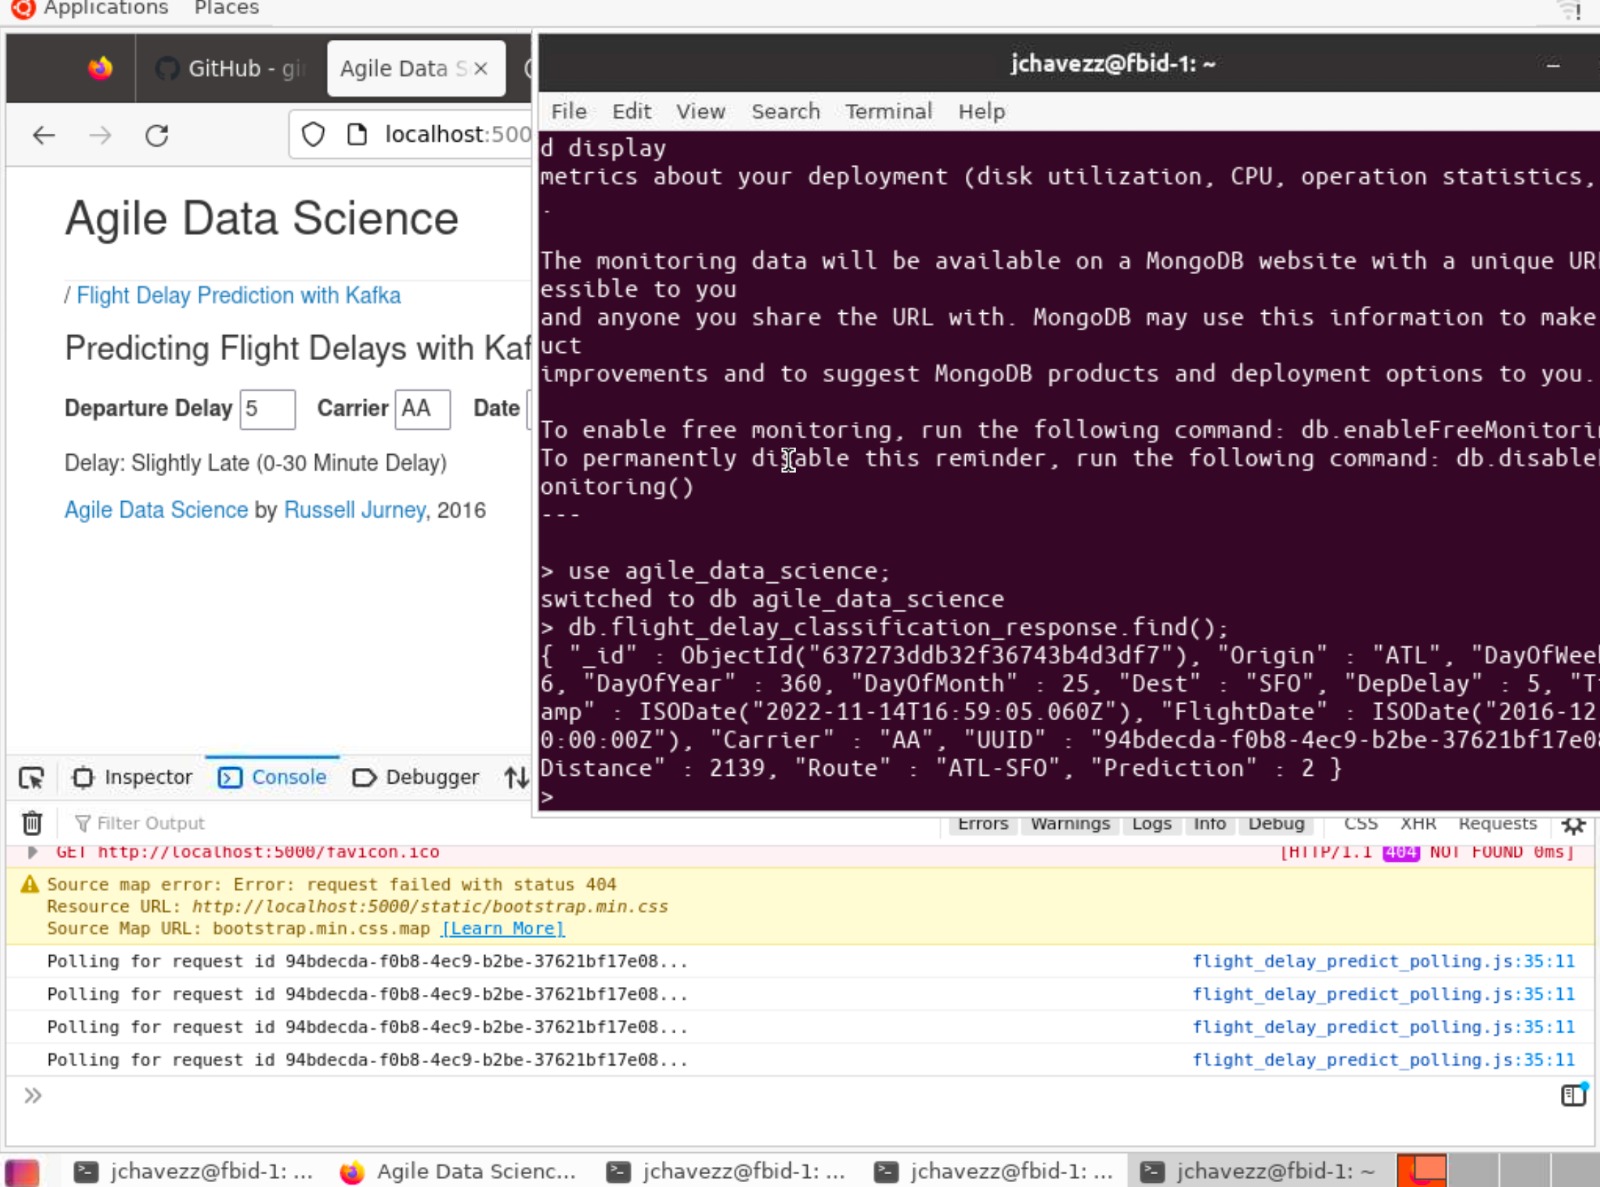 Applications Places
GitHub - gi
Agile Data S
localhost:500
Agile Data Science
/ Flight Delay Prediction with Kafka
Predicting Flight Delays with Kaf
Departure Delay 5 Carrier AA Date
Delay: Slightly Late (0-30 Minute Delay)
Agile Data Science by Russell Jurney, 2016
jchavezz@fbid-1: ~
File Edit View Search Terminal Help
d display
metrics about your deployment (disk utilization, CPU, operation statistics,
.
The monitoring data will be available on a MongoDB website with a unique UR
essible to you
and anyone you share the URL with. MongoDB may use this information to make
uct
improvements and to suggest MongoDB products and deployment options to you.
To enable free monitoring, run the following command: db.enableFreeMonitori
To permanently disable this reminder, run the following command: db.disable
onitoring()
---
> use agile_data_science;
switched to db agile_data_science
> db.flight_delay_classification_response.find();
{ "_id" : ObjectId("637273ddb32f36743b4d3df7"), "Origin" : "ATL", "DayOfWee
6, "DayOfYear" : 360, "DayOfMonth" : 25, "Dest" : "SFO", "DepDelay" : 5, "T
amp" : ISODate("2022-11-14T16:59:05.060Z"), "FlightDate" : ISODate("2016-12
0:00:00Z"), "Carrier" : "AA", "UUID" : "94bdecda-f0b8-4ec9-b2be-37621bf17e0
Distance" : 2139, "Route" : "ATL-SFO", "Prediction" : 2 }
>
Inspector Console Debugger
Filter Output Errors Warnings Logs Info Debug CSS XHR Requests
GET http://localhost:5000/favicon.ico [HTTP/1.1 404 NOT FOUND 0ms]
Source map error: Error: request failed with status 404
Resource URL: http://localhost:5000/static/bootstrap.min.css
Source Map URL: bootstrap.min.css.map [Learn More]
Polling for request id 94bdecda-f0b8-4ec9-b2be-37621bf17e08... flight_delay_predict_polling.js:35:11
Polling for request id 94bdecda-f0b8-4ec9-b2be-37621bf17e08... flight_delay_predict_polling.js:35:11
Polling for request id 94bdecda-f0b8-4ec9-b2be-37621bf17e08... flight_delay_predict_polling.js:35:11
Polling for request id 94bdecda-f0b8-4ec9-b2be-37621bf17e08... flight_delay_predict_polling.js:35:11
jchavezz@fbid-1: ... Agile Data Scienc... jchavezz@fbid-1: ... jchavezz@fbid-1: ... jchavezz@fbid-1: ~